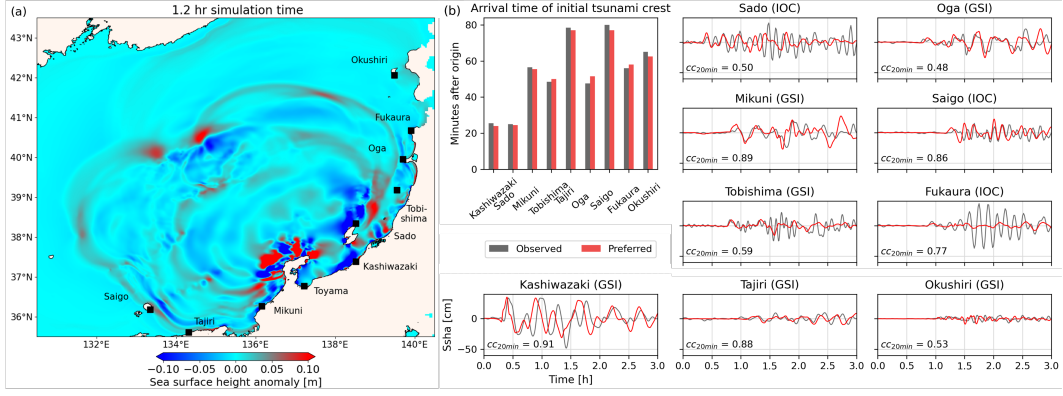 (a)
1.2 hr simulation time
43°N
42°N
41°N
40°N
39°N
38°N
37°N
36°N
132°E
134°E
136°E
138°E
140°E
Okushiri
Fukaura
Oga
Tobi-
shima
Sado
Kashiwazaki
Toyama
Mikuni
Saigo
Tajiri
−0.10
−0.05
0.00
0.05
0.10
Sea surface height anomaly [m]
(b)
Arrival time of initial tsunami crest
Minutes after origin
80
60
40
20
0
Kashiwazaki
Sado
Mikuni
Tobishima
Tajiri
Oga
Saigo
Fukaura
Okushiri
Observed
Preferred
Sado (IOC)
cc20min = 0.50
Oga (GSI)
cc20min = 0.48
Mikuni (GSI)
cc20min = 0.89
Saigo (IOC)
cc20min = 0.86
Tobishima (GSI)
cc20min = 0.59
Fukaura (IOC)
cc20min = 0.77
Kashiwazaki (GSI)
Ssha [cm]
0
−50
cc20min = 0.91
0.0 0.5 1.0 1.5 2.0 2.5 3.0
Time [h]
Tajiri (GSI)
cc20min = 0.88
0.0 0.5 1.0 1.5 2.0 2.5 3.0
Okushiri (GSI)
cc20min = 0.53
0.0 0.5 1.0 1.5 2.0 2.5 3.0